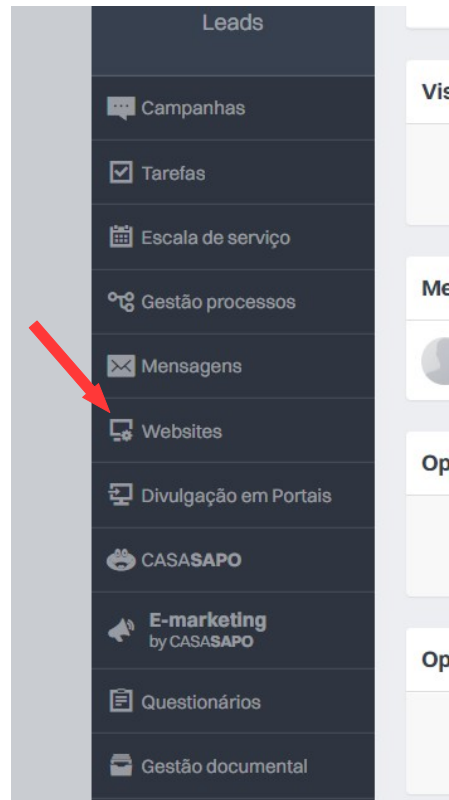 Leads
Campanhas
Tarefas
Escala de serviço
Gestão processos
Mensagens
Websites
Divulgação em Portais
CASASAPO
E-marketing
by CASASAPO
Questionários
Gestão documental
Vis
Me
Op
Op